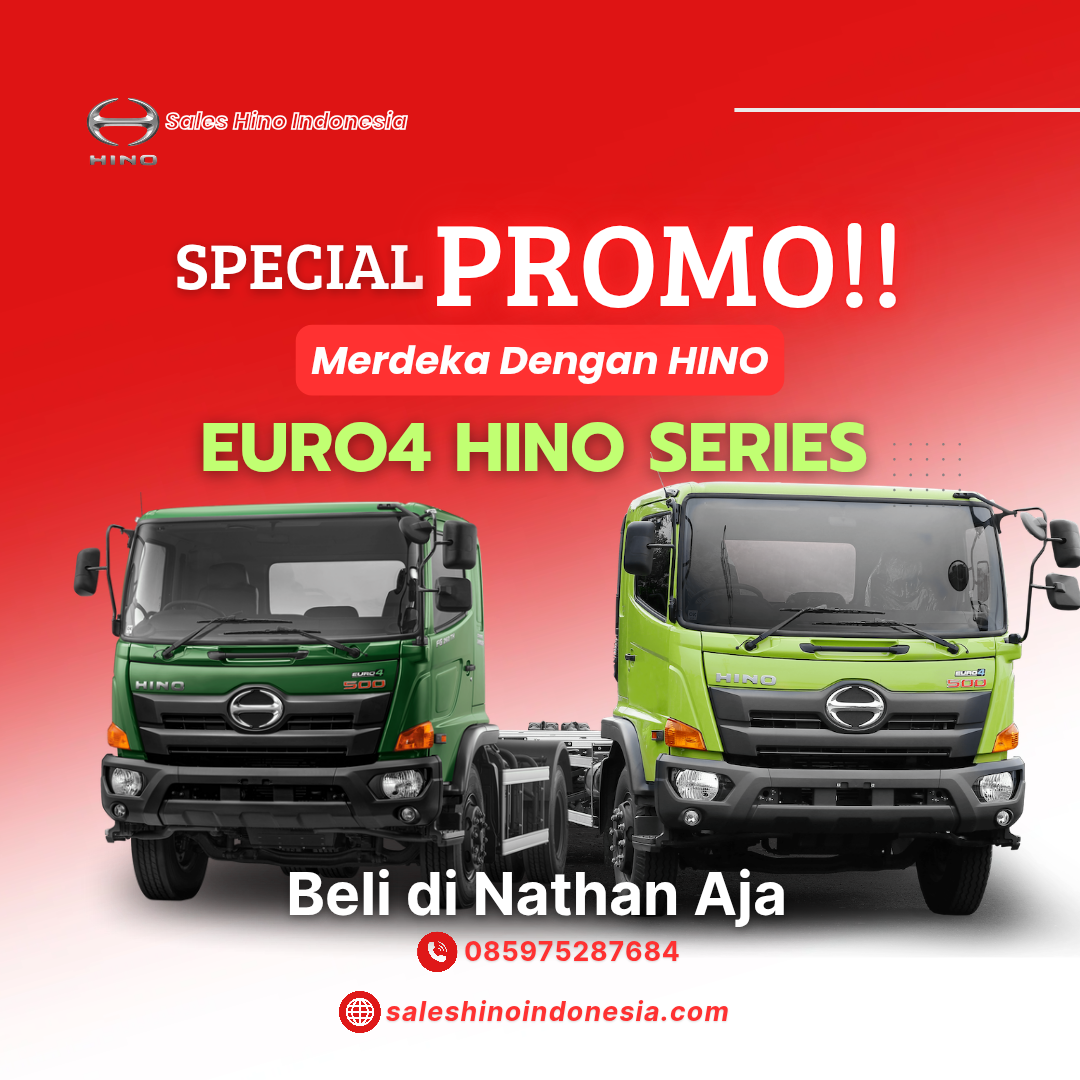 Sales Hino Indonesia
HINO
SPECIAL PROMO!!
Merdeka Dengan HINO
EURO4 HINO SERIES
HINO
EURO4
500
HINO
EURO4
500
Beli di Nathan Aja
085975287684
saleshinoindonesia.com